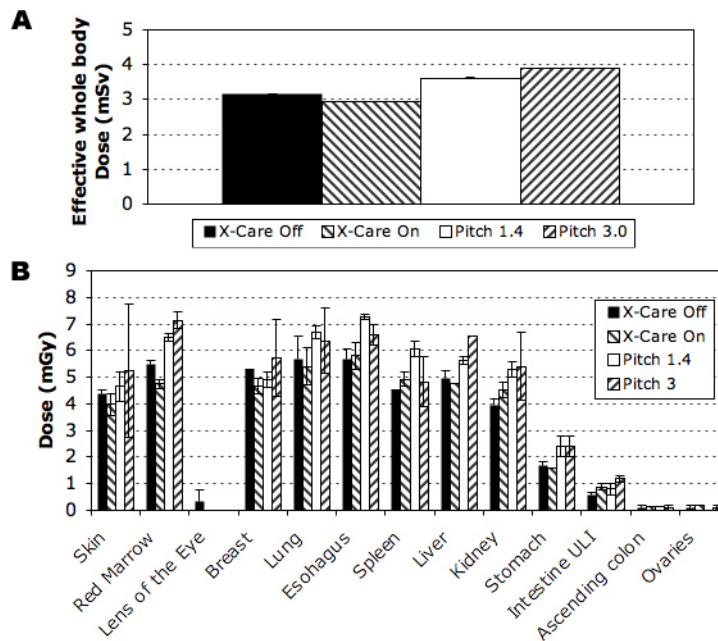 A
Effective whole body
Dose (mSv)
5
4
3
2
1
0
X-Care Off X-Care On Pitch 1.4 Pitch 3.0
B
Dose (mGy)
9
8
7
6
5
4
3
2
1
0
X-Care Off
X-Care On
Pitch 1.4
Pitch 3
Skin
Red Marrow
Lens of the Eye
Breast
Lung
Esohagus
Spleen
Liver
Kidney
Stomach
Intestine ULI
Ascending colon
Ovaries